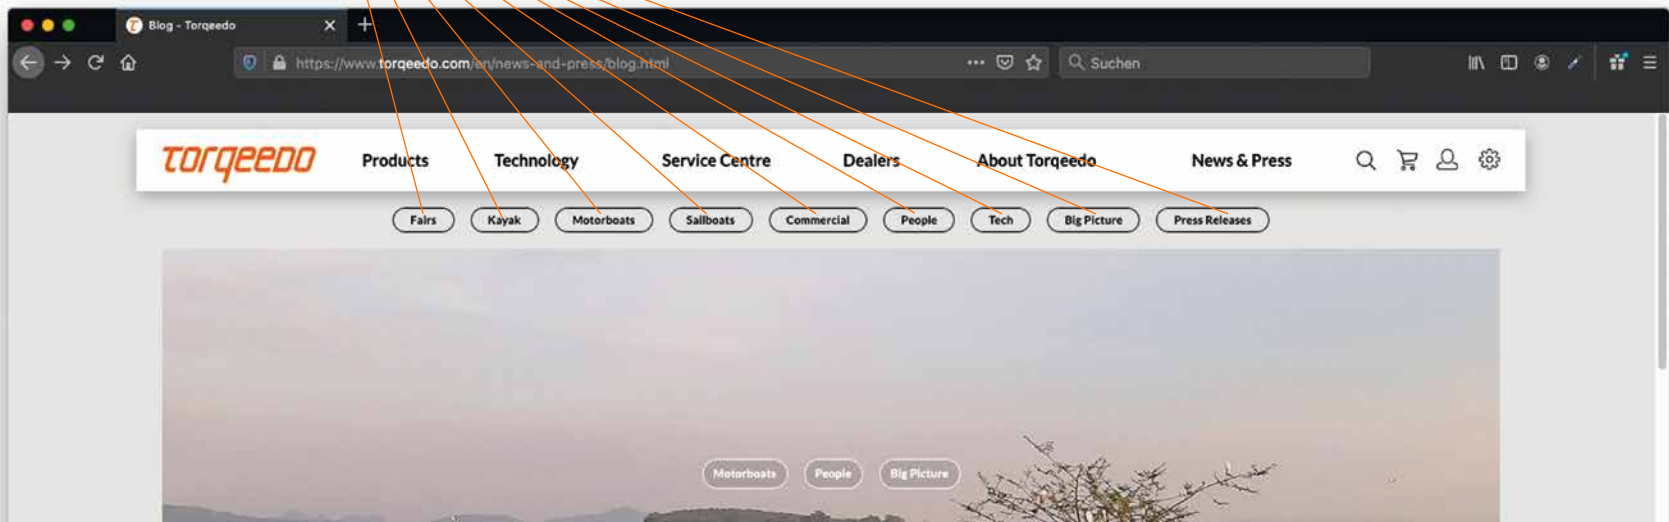 Blog - Torqeedo
https://www.torqeedo.com/en/news-and-press/blog.html
Suchen
TORQEEDO
Products Technology Service Centre Dealers About Torqeedo News & Press
Fairs Kayak Motorboats Sailboats Commercial People Tech Big Picture Press Releases
Motorboats People Big Picture